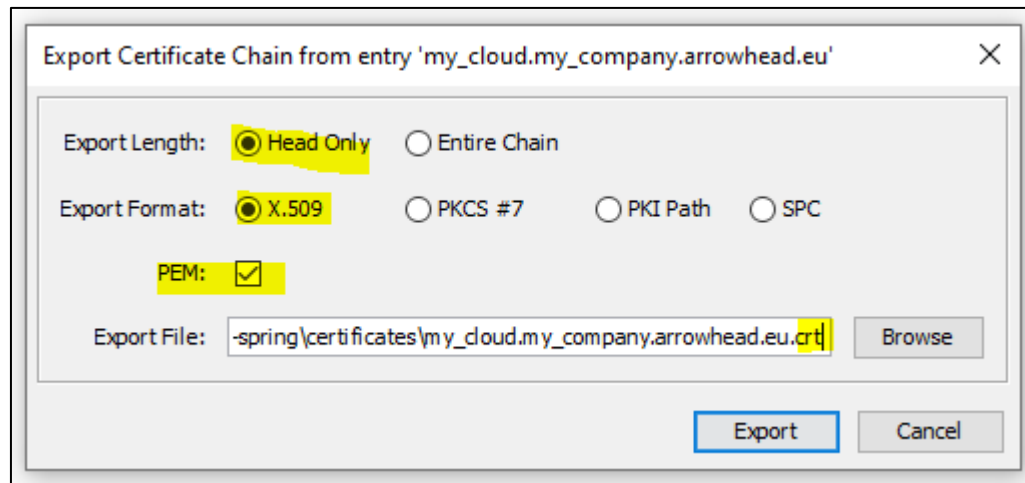 Export Certificate Chain from entry 'my_cloud.my_company.arrowhead.eu'
Export Length: Head Only Entire Chain
Export Format: X.509 PKCS #7 PKI Path SPC
PEM:
Export File: -spring\certificates\my_cloud.my_company.arrowhead.eu.crt Browse
Export Cancel